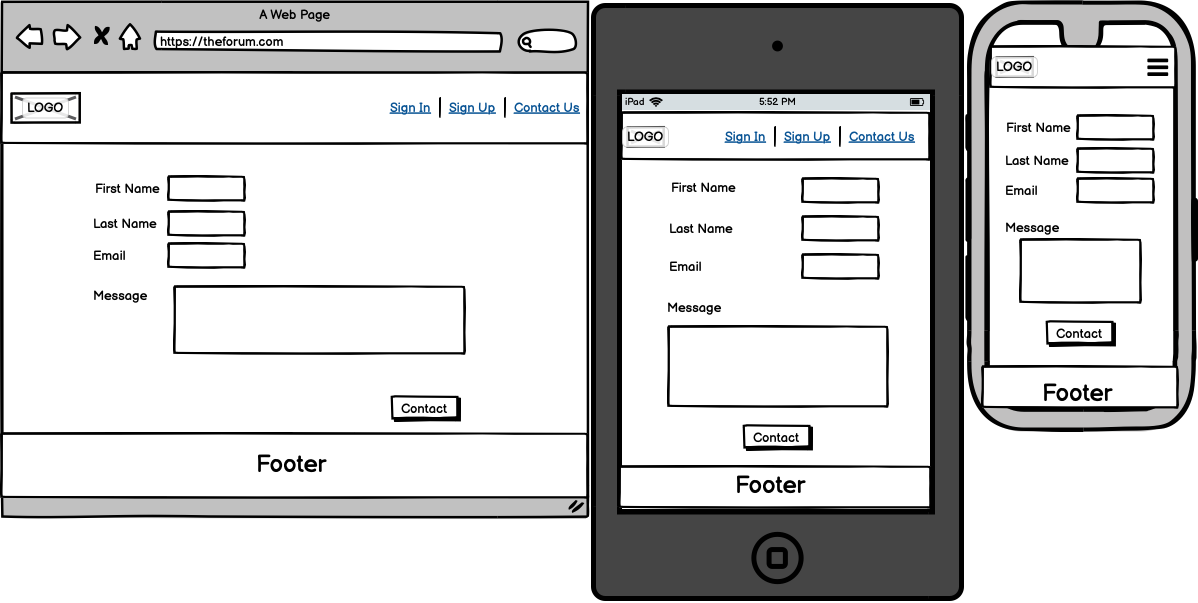 A Web Page
https://theforum.com
LOGO
Sign In | Sign Up | Contact Us
First Name
Last Name
Email
Message
Contact
Footer
iPad 5:52 PM
LOGO
Sign In | Sign Up | Contact Us
First Name
Last Name
Email
Message
Contact
Footer
LOGO
First Name
Last Name
Email
Message
Contact
Footer